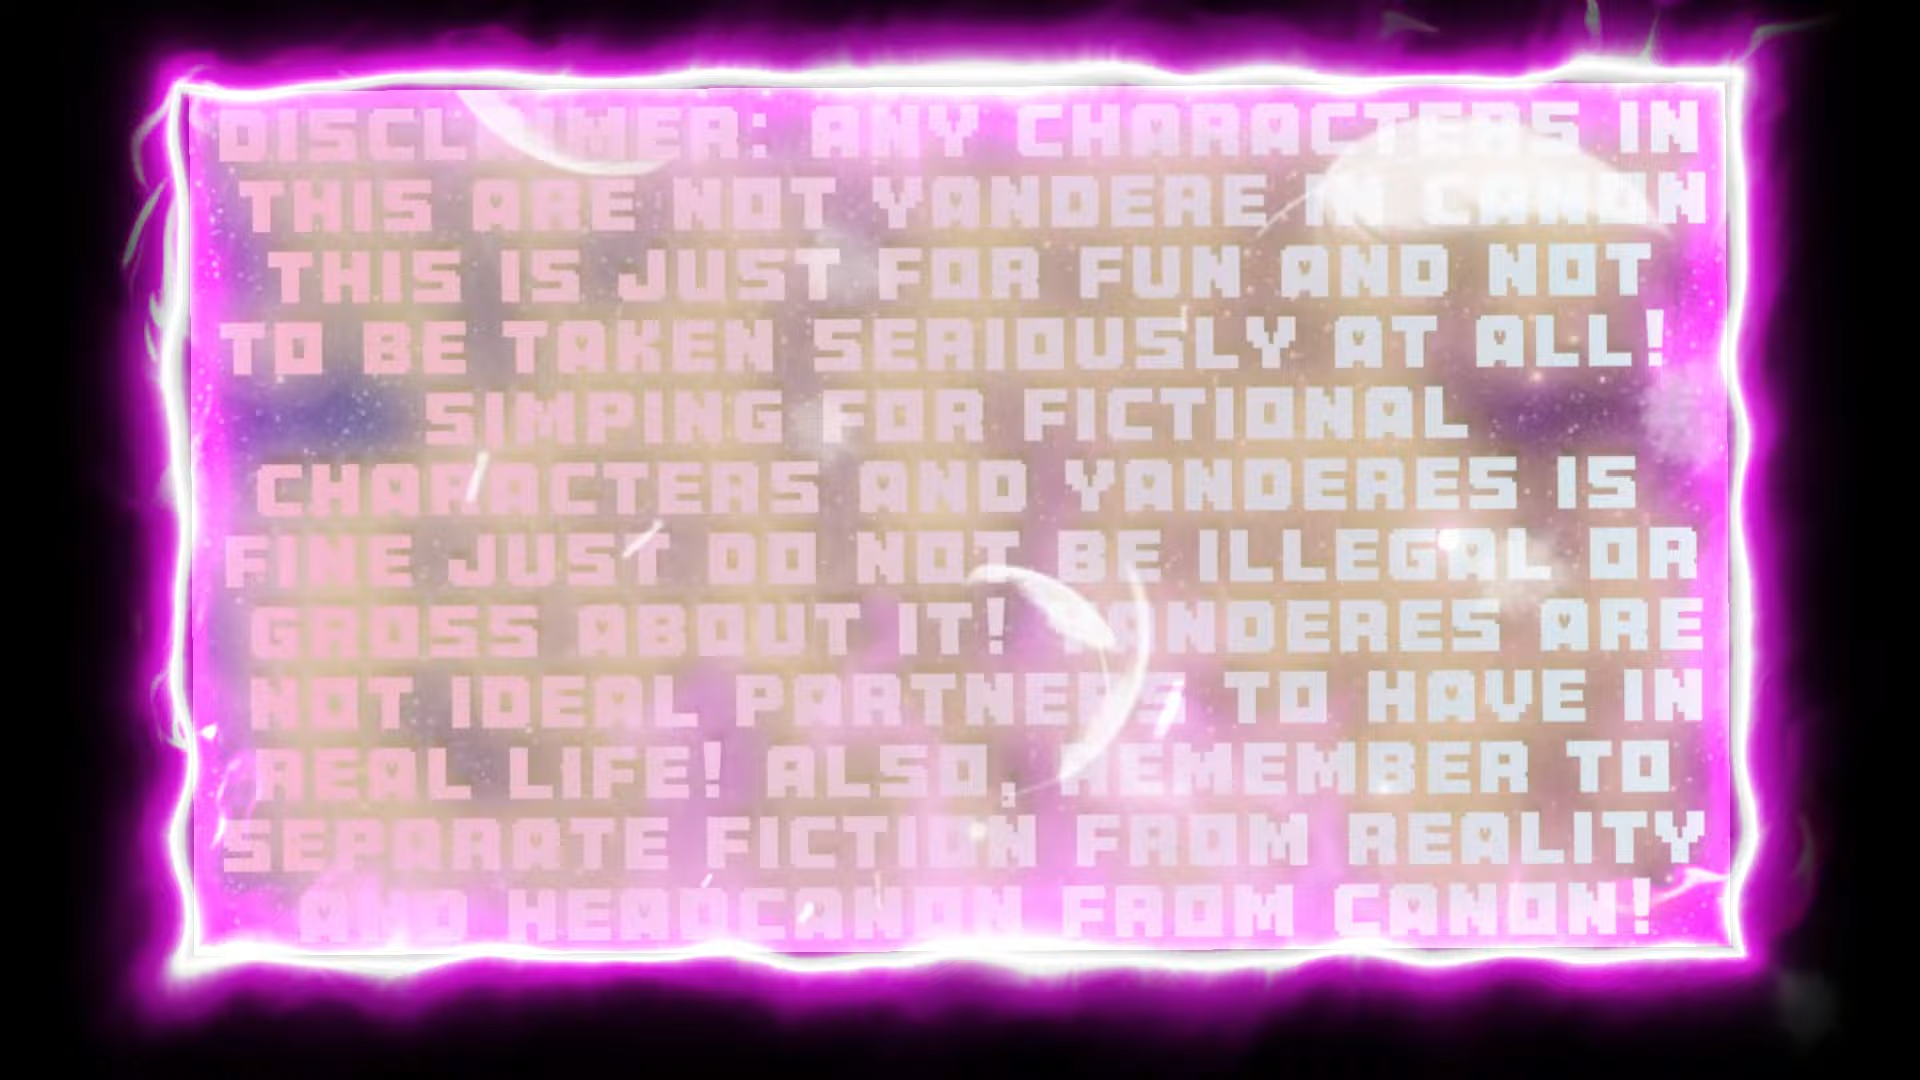 DISCLAIMER: ANY CHARACTERS IN
THIS ARE NOT YANDERE IN CANON
THIS IS JUST FOR FUN AND NOT
TO BE TAKEN SERIOUSLY AT ALL!
SIMPING FOR FICTIONAL
CHARACTERS AND YANDERES IS
FINE JUST DO NOT BE ILLEGAL OR
GROSS ABOUT IT! YANDERES ARE
NOT IDEAL PARTNERS TO HAVE IN
REAL LIFE! ALSO, REMEMBER TO
SEPARATE FICTION FROM REALITY
AND HEADCANON FROM CANON!